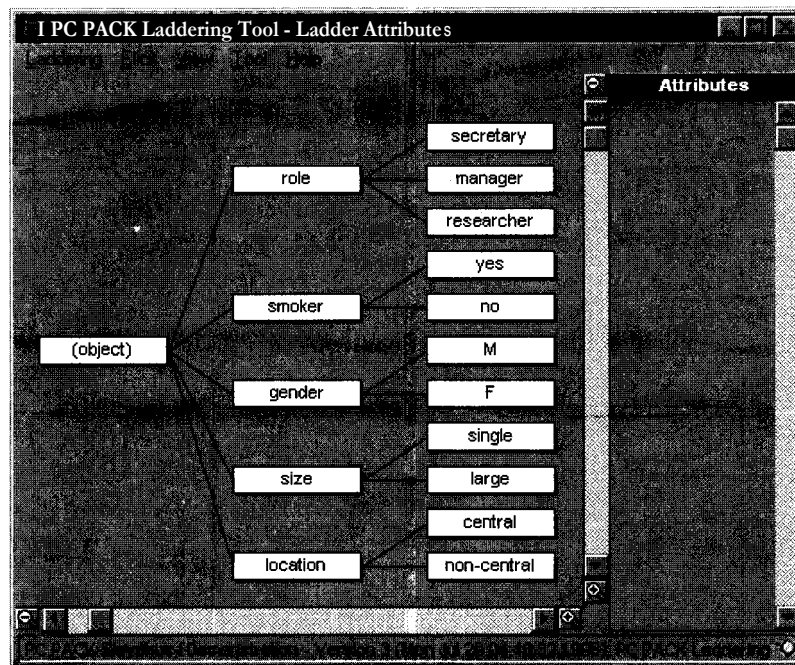 I PC PACK Laddering Tool - Ladder Attributes
Attributes
secretary
role
manager
researcher
yes
smoker
no
(object)
M
gender
F
single
size
large
central
location
non-central